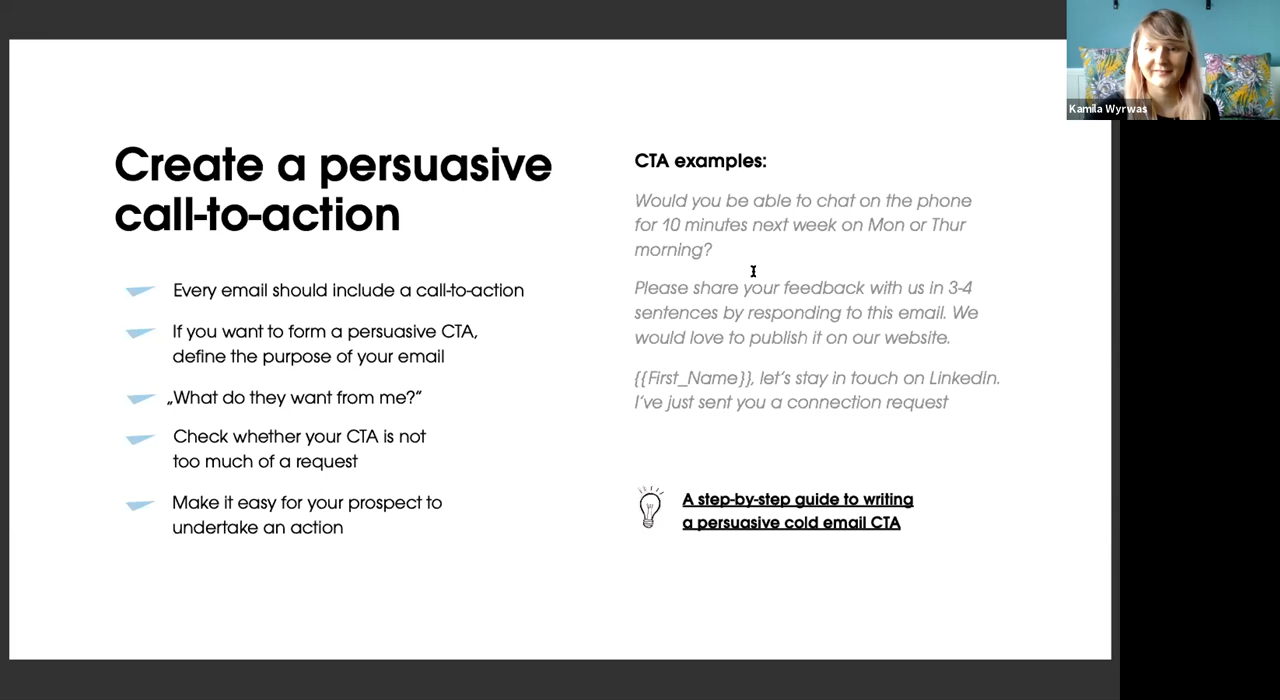 Create a persuasive
call-to-action
Every email should include a call-to-action
If you want to form a persuasive CTA,
define the purpose of your email
„What do they want from me?”
Check whether your CTA is not
too much of a request
Make it easy for your prospect to
undertake an action
CTA examples:
Would you be able to chat on the phone
for 10 minutes next week on Mon or Thur
morning?
Please share your feedback with us in 3-4
sentences by responding to this email. We
would love to publish it on our website.
{{First_Name}}, let’s stay in touch on LinkedIn.
I’ve just sent you a connection request
A step-by-step guide to writing
a persuasive cold email CTA
Kamila Wyrwas